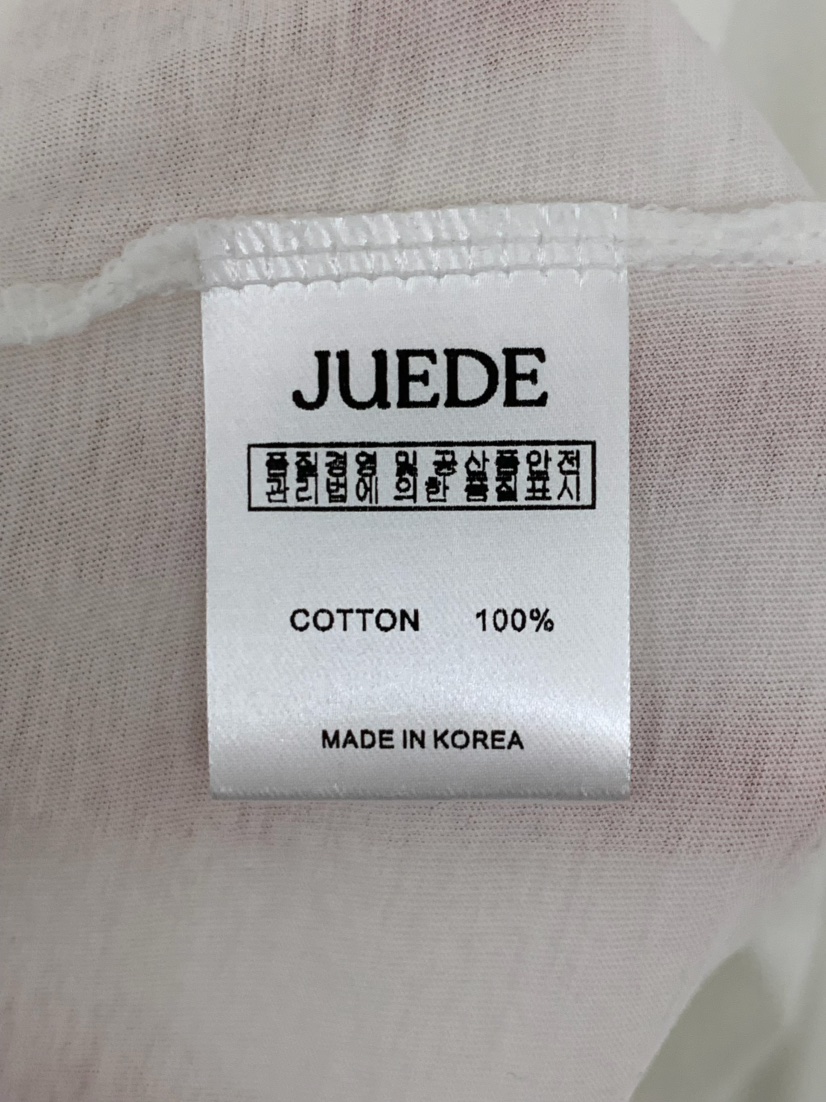 JUEDE
품질경영 및 공산품안전
관리법에 의한 품질표시
COTTON 100%
MADE IN KOREA